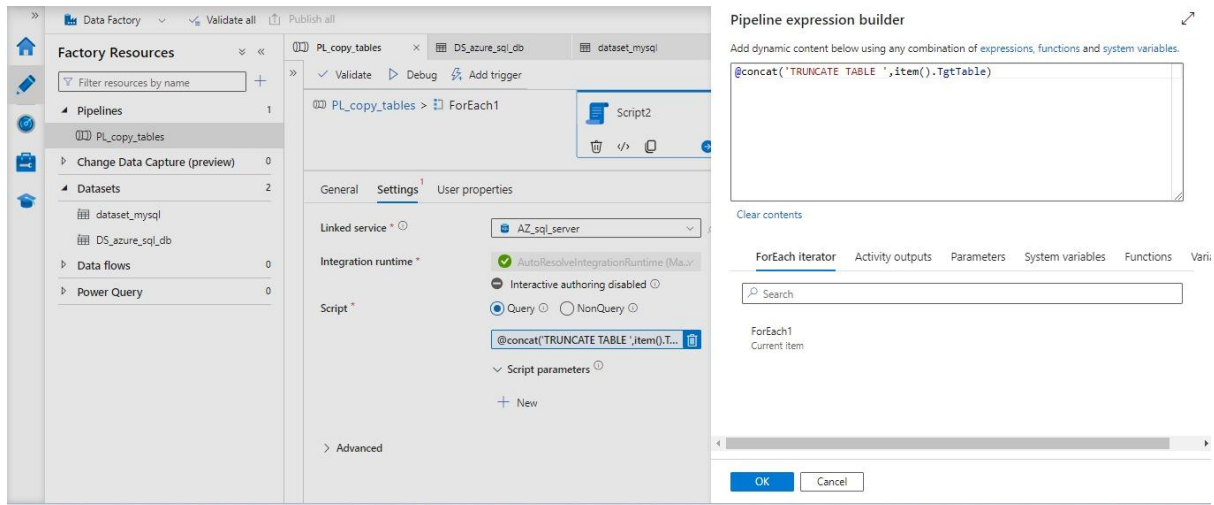 Data Factory
Validate all
Publish all
Factory Resources
Filter resources by name
Pipelines
1
PL_copy_tables
Change Data Capture (preview)
0
Datasets
2
dataset_mysql
DS_azure_sql_db
Data flows
0
Power Query
0
PL_copy_tables
DS_azure_sql_db
dataset_mysql
Validate
Debug
Add trigger
PL_copy_tables > ForEach1
Script2
General
Settings 1
User properties
Linked service *
AZ_sql_server
Integration runtime *
AutoResolveIntegrationRuntime (Ma...
Interactive authoring disabled
Script *
Query
NonQuery
@concat('TRUNCATE TABLE ',item().T...
Script parameters
New
Advanced
Pipeline expression builder
Add dynamic content below using any combination of expressions, functions and system variables.
@concat('TRUNCATE TABLE ',item().TgtTable)
Clear contents
ForEach iterator
Activity outputs
Parameters
System variables
Functions
Vari
Search
ForEach1
Current item
OK
Cancel